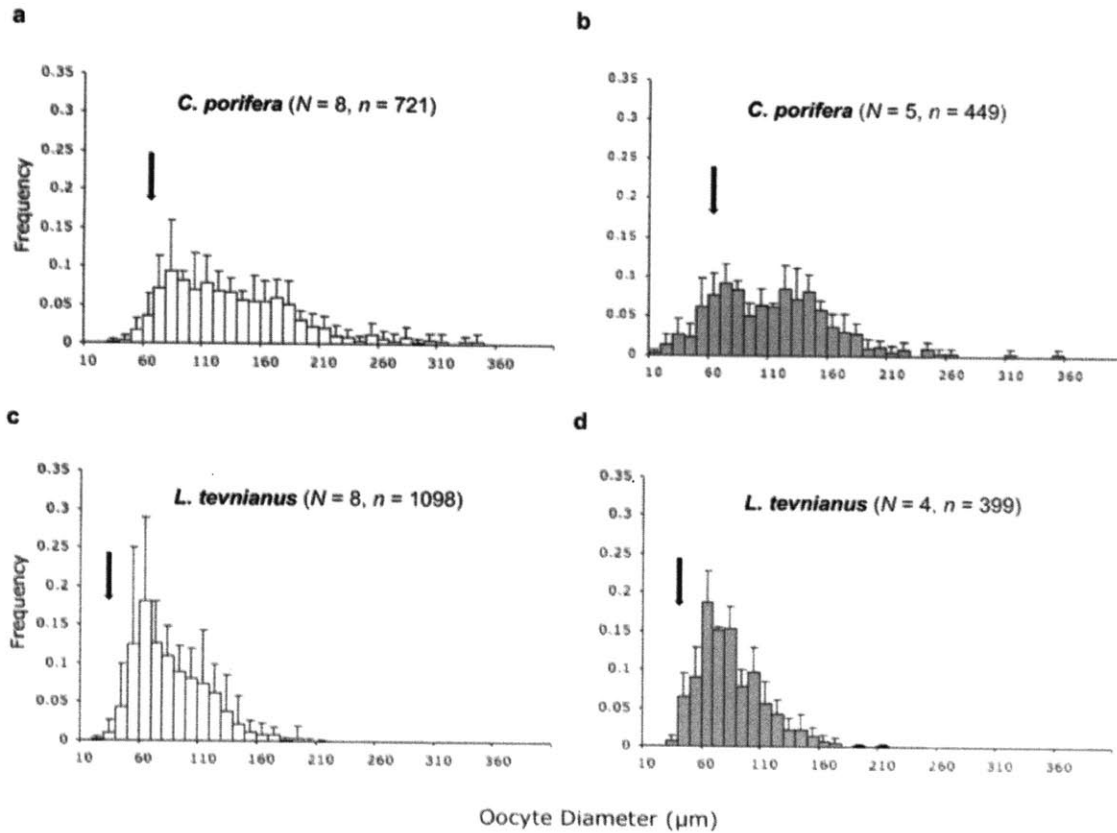 a
0.35
0.3
0.25
0.2
0.15
0.1
0.05
0
Frequency
C. porifera (N = 8, n = 721)
10 60 110 160 210 260 310 360
b
0.35
0.3
0.25
0.2
0.15
0.1
0.05
0
C. porifera (N = 5, n = 449)
10 60 110 160 210 260 310 360
c
0.35
0.3
0.25
0.2
0.15
0.1
0.05
0
Frequency
L. tevnianus (N = 8, n = 1098)
10 60 110 160 210 260 310 360
d
0.35
0.3
0.25
0.2
0.15
0.1
0.05
0
L. tevnianus (N = 4, n = 399)
10 60 110 160 210 260 310 360
Oocyte Diameter (μm)